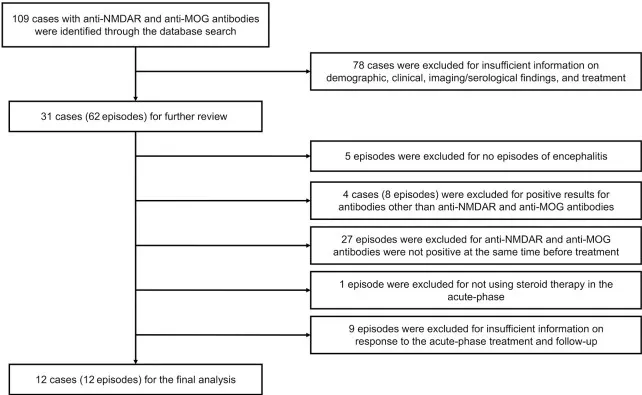 109 cases with anti-NMDAR and anti-MOG antibodies
were identified through the database search
78 cases were excluded for insufficient information on
demographic, clinical, imaging/serological findings, and treatment
31 cases (62 episodes) for further review
5 episodes were excluded for no episodes of encephalitis
4 cases (8 episodes) were excluded for positive results for
antibodies other than anti-NMDAR and anti-MOG antibodies
27 episodes were excluded for anti-NMDAR and anti-MOG
antibodies were not positive at the same time before treatment
1 episode were excluded for not using steroid therapy in the
acute-phase
9 episodes were excluded for insufficient information on
response to the acute-phase treatment and follow-up
12 cases (12 episodes) for the final analysis